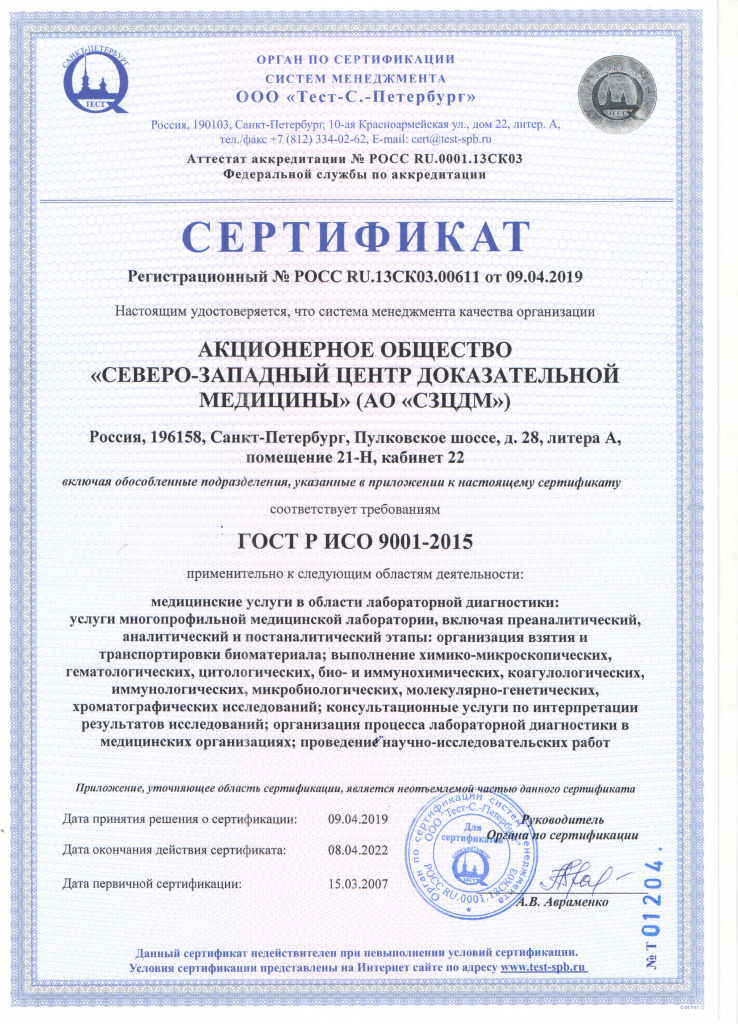 САНКТ-ПЕТЕРБУРГ
ТЕСТ
ОРГАН ПО СЕРТИФИКАЦИИ
СИСТЕМ МЕНЕДЖМЕНТА
ООО «Тест-С.-Петербург»
Россия, 190103, Санкт-Петербург, 10-ая Красноармейская ул., дом 22, литер. А,
тел./факс +7 (812) 334-02-62, E-mail: cert@test-spb.ru
Аттестат аккредитации № РОСС RU.0001.13СК03
Федеральной службы по аккредитации
СЕРТИФИКАТ
Регистрационный № РОСС RU.13СК03.00611 от 09.04.2019
Настоящим удостоверяется, что система менеджмента качества организации
АКЦИОНЕРНОЕ ОБЩЕСТВО
«СЕВЕРО-ЗАПАДНЫЙ ЦЕНТР ДОКАЗАТЕЛЬНОЙ
МЕДИЦИНЫ» (АО «СЗЦДМ»)
Россия, 196158, Санкт-Петербург, Пулковское шоссе, д. 28, литера А,
помещение 21-Н, кабинет 22
включая обособленные подразделения, указанные в приложении к настоящему сертификату
соответствует требованиям
ГОСТ Р ИСО 9001-2015
применительно к следующим областям деятельности:
медицинские услуги в области лабораторной диагностики:
услуги многопрофильной медицинской лаборатории, включая преаналитический,
аналитический и постаналитический этапы: организация взятия и
транспортировки биоматериала; выполнение химико-микроскопических,
гематологических, цитологических, био- и иммунохимических, коагулологических,
иммунологических, микробиологических, молекулярно-генетических,
хроматографических исследований; консультационные услуги по интерпретации
результатов исследований; организация процесса лабораторной диагностики в
медицинских организациях; проведение научно-исследовательских работ
Приложение, уточняющее область сертификации, является неотъемлемой частью данного сертификата
Дата принятия решения о сертификации: 09.04.2019
Дата окончания действия сертификата: 08.04.2022
Дата первичной сертификации: 15.03.2007
Орган по сертификации систем менеджмента
ООО "Тест-С.-Петербург"
Для
сертификатов
РОСС RU.0001.13СК03
Руководитель
Органа по сертификации
А.В. Авраменко
№ Т 01204.
Данный сертификат недействителен при невыполнении условий сертификации.
Условия сертификации представлены на Интернет сайте по адресу www.test-spb.ru